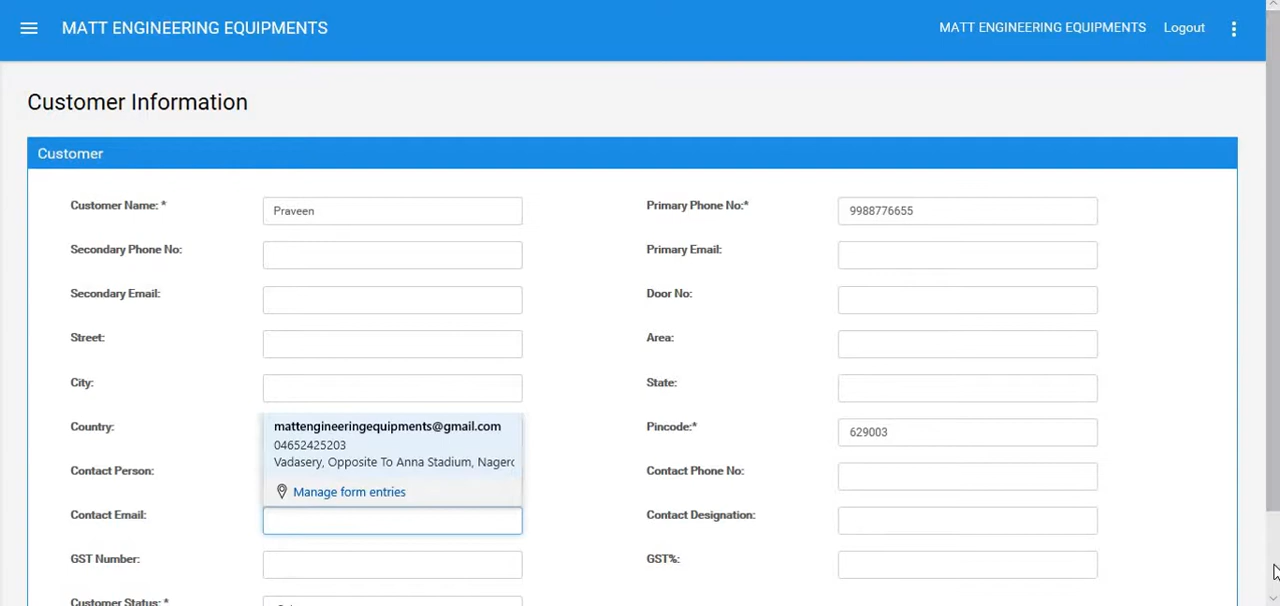 MATT ENGINEERING EQUIPMENTS
MATT ENGINEERING EQUIPMENTS Logout
Customer Information
Customer
Customer Name: * Praveen Primary Phone No:* 9988776655
Secondary Phone No: Primary Email:
Secondary Email: Door No:
Street: Area:
City: State:
Country: mattengineeringequipments@gmail.com Pincode:* 629003
04652425203
Vadasery, Opposite To Anna Stadium,
Contact Person: Contact Phone No:
Manage form entries
Contact Email: Contact Designation:
GST Number: GST%:
Customer Status: *